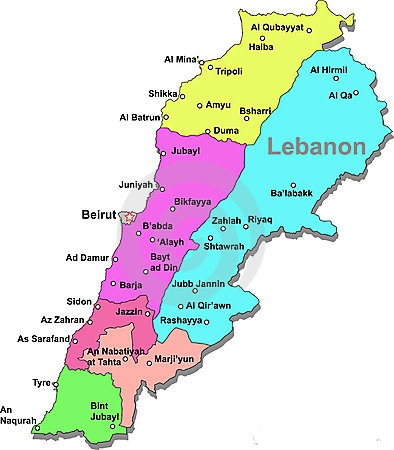 Al Qubayyat
Halba
Al Mina'
Tripoli
Al Hirmil
Shikka
Al Qa
Amyu
Bsharri
Al Batrun
Duma
Lebanon
Jubayl
Juniyah
Ba'labakk
Bikfayya
Beirut
Zahlah
Riyaq
B'abda
'Alayh
Shtawrah
Ad Damur
Bayt
ad Din
Barja
Jubb Jannin
Sidon
Jazzin
Al Qir'awn
Az Zahran
Rashayya
As Sarafand
An Nabatiyah
at Tahta
Marji'yun
Tyre
An
Naqurah
Bint
Jubayl